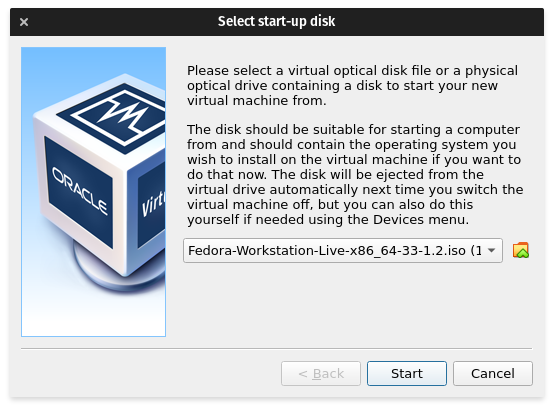 Select start-up disk
Please select a virtual optical disk file or a physical
optical drive containing a disk to start your new
virtual machine from.
The disk should be suitable for starting a computer
from and should contain the operating system you
wish to install on the virtual machine if you want to
do that now. The disk will be ejected from the
virtual drive automatically next time you switch the
virtual machine off, but you can also do this
yourself if needed using the Devices menu.
ORACLE
Virtu
Fedora-Workstation-Live-x86_64-33-1.2.iso (1
< Back
Start
Cancel